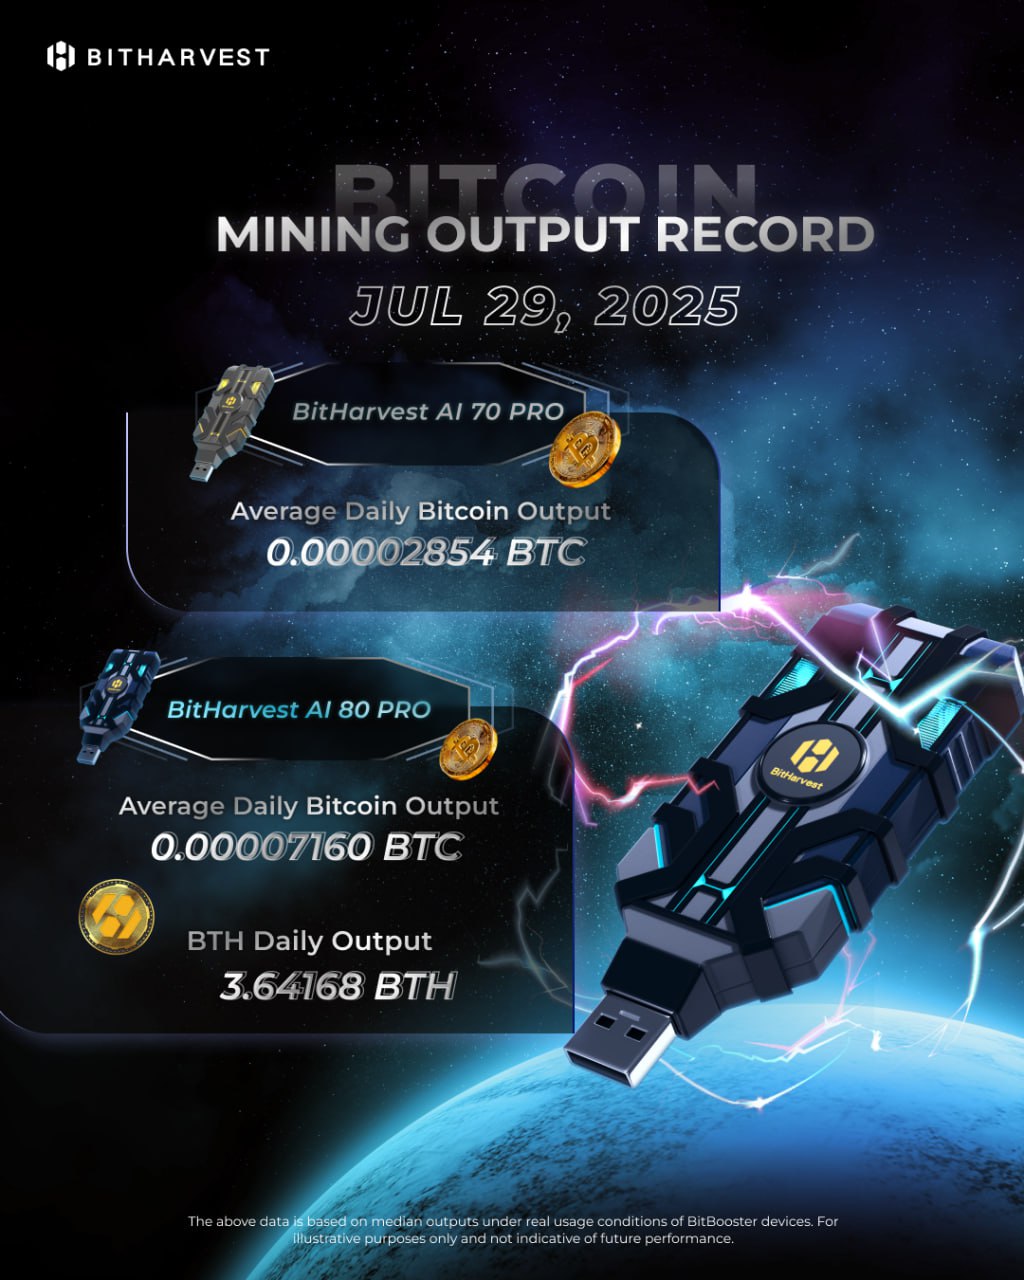 BITHARVEST
BITCOIN
MINING OUTPUT RECORD
JUL 29, 2025
BitHarvest AI 70 PRO
Average Daily Bitcoin Output
0.00002854 BTC
BitHarvest AI 80 PRO
Average Daily Bitcoin Output
0.00007160 BTC
BitHarvest
BTH Daily Output
3.64168 BTH
The above data is based on median outputs under real usage conditions of BitBooster devices. For
illustrative purposes only and not indicative of future performance.